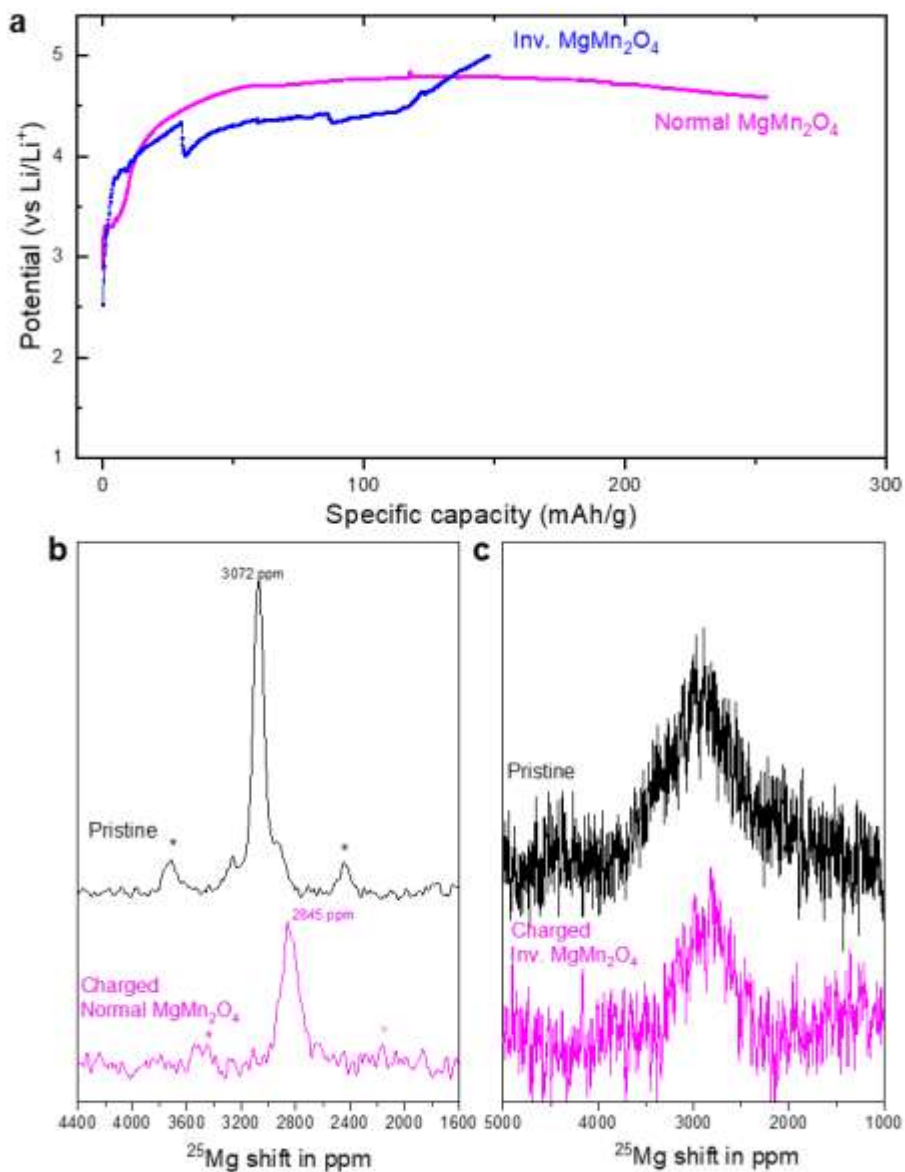 a
Inv. MgMn₂O₄
Normal MgMn₂O₄
Potential (vs Li/Li⁺)
5
4
3
2
1
0 100 200 300
Specific capacity (mAh/g)
b
3072 ppm
Pristine
*
*
2845 ppm
Charged
Normal MgMn₂O₄
*
*
4400 4000 3600 3200 2800 2400 2000 1600
²⁵Mg shift in ppm
c
Pristine
Charged
Inv. MgMn₂O₄
5000 4000 3000 2000 1000
²⁵Mg shift in ppm